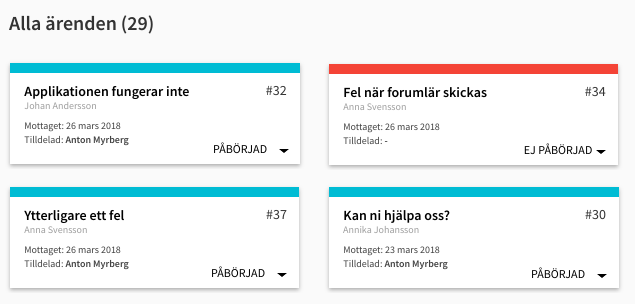 Alla ärenden (29)
Applikationen fungerar inte #32
Johan Andersson
Mottaget: 26 mars 2018
Tilldelad: Anton Myrberg
PÅBÖRJAD
Fel när forumlär skickas #34
Anna Svensson
Mottaget: 26 mars 2018
Tilldelad: -
EJ PÅBÖRJAD
Ytterligare ett fel #37
Anna Svensson
Mottaget: 26 mars 2018
Tilldelad: Anton Myrberg
PÅBÖRJAD
Kan ni hjälpa oss? #30
Annika Johansson
Mottaget: 23 mars 2018
Tilldelad: Anton Myrberg
PÅBÖRJAD